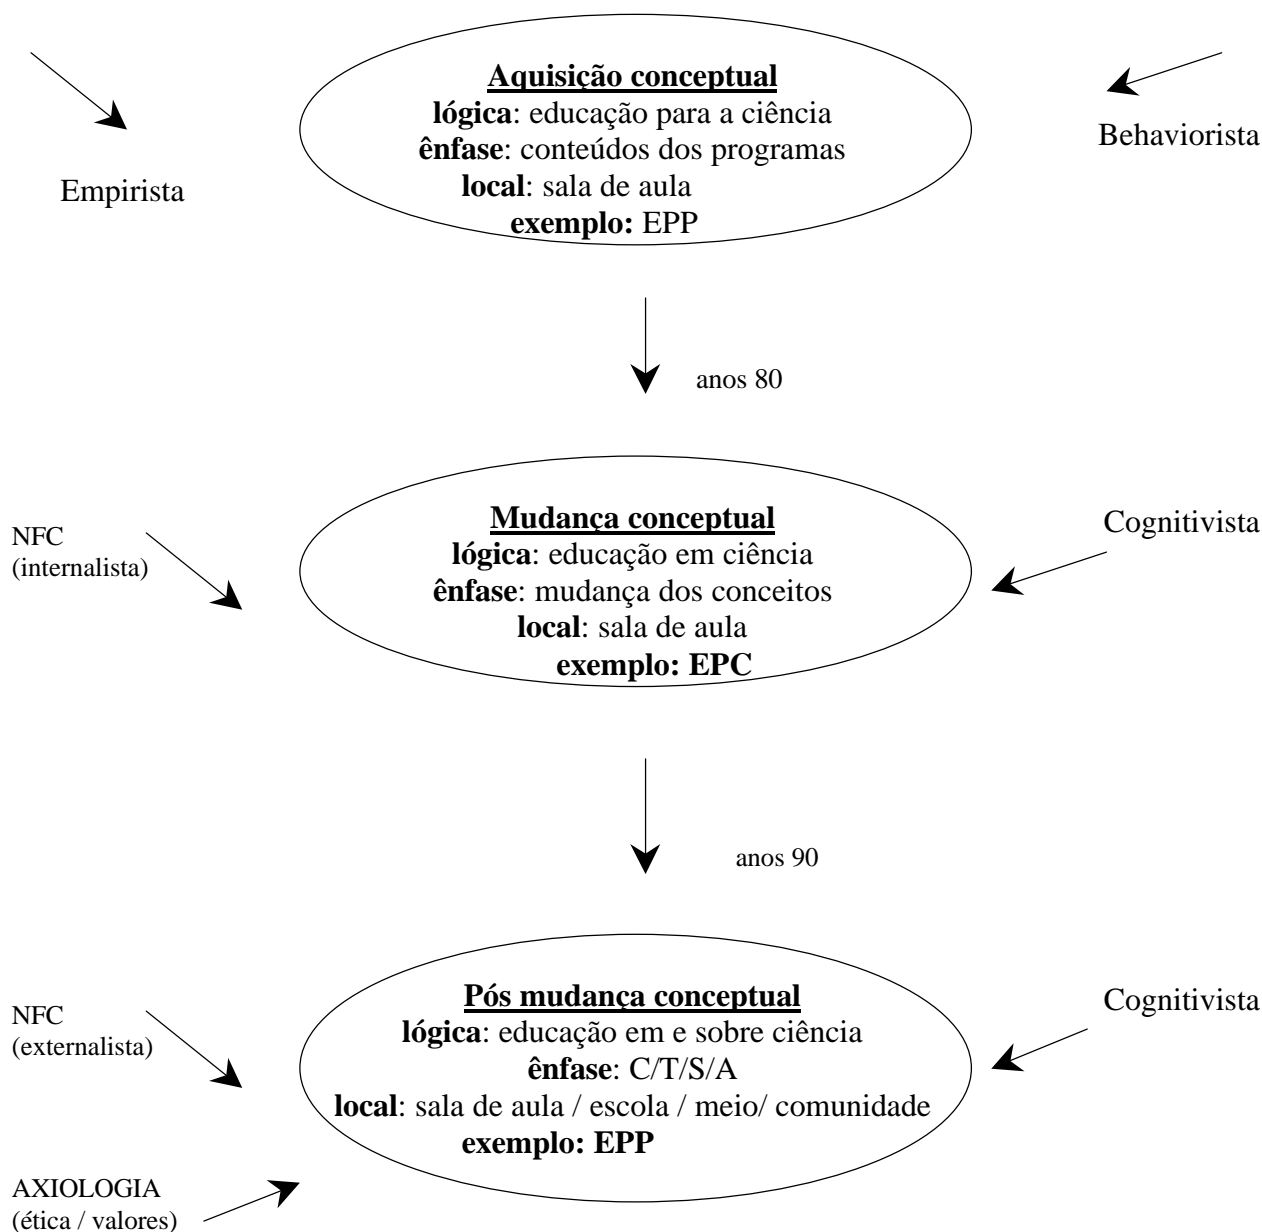 Aquisição conceptual
lógica: educação para a ciência
ênfase: conteúdos dos programas
local: sala de aula
exemplo: EPP
Empirista
Behaviorista
anos 80
NFC
(internalista)
Mudança conceptual
lógica: educação em ciência
ênfase: mudança dos conceitos
local: sala de aula
exemplo: EPC
Cognitivista
anos 90
NFC
(externalista)
Pós mudança conceptual
lógica: educação em e sobre ciência
ênfase: C/T/S/A
local: sala de aula / escola / meio/ comunidade
exemplo: EPP
Cognitivista
AXIOLOGIA
(ética / valores)